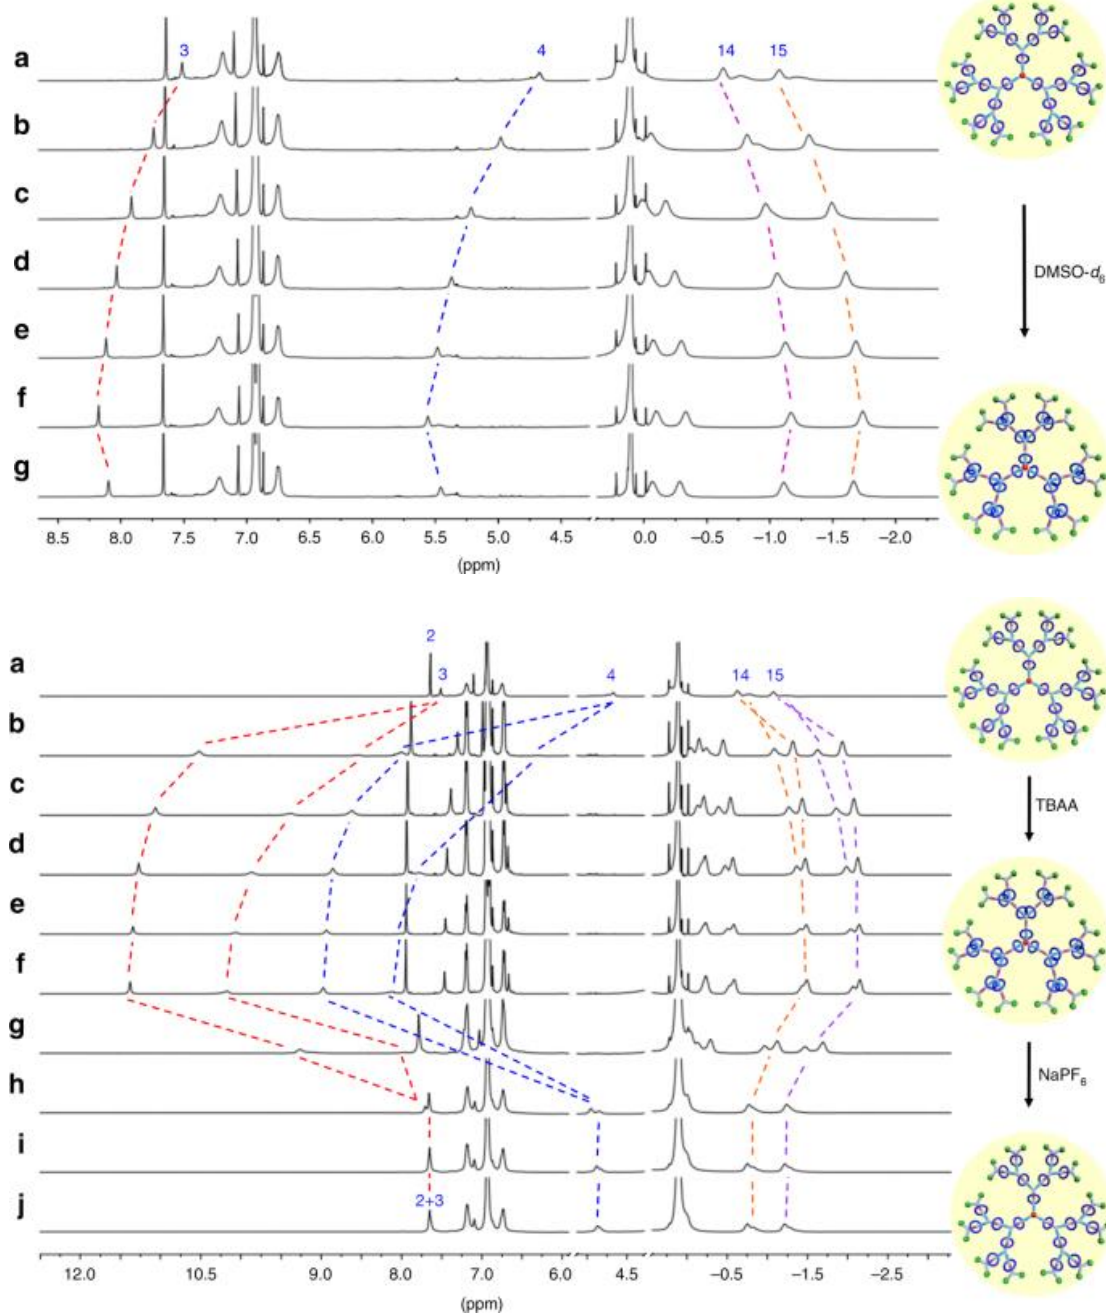 a 3 4 14 15
b
c
d DMSO-d6
e
f
g
8.5 8.0 7.5 7.0 6.5 6.0 5.5 5.0 4.5 0.0 −0.5 −1.0 −1.5 −2.0
(ppm)
2
a 3 4 14 15
b
c TBAA
d
e
f
g
h NaPF6
i
j 2+3
12.0 10.5 9.0 8.0 7.0 6.0 4.5 −0.5 −1.5 −2.5
(ppm)